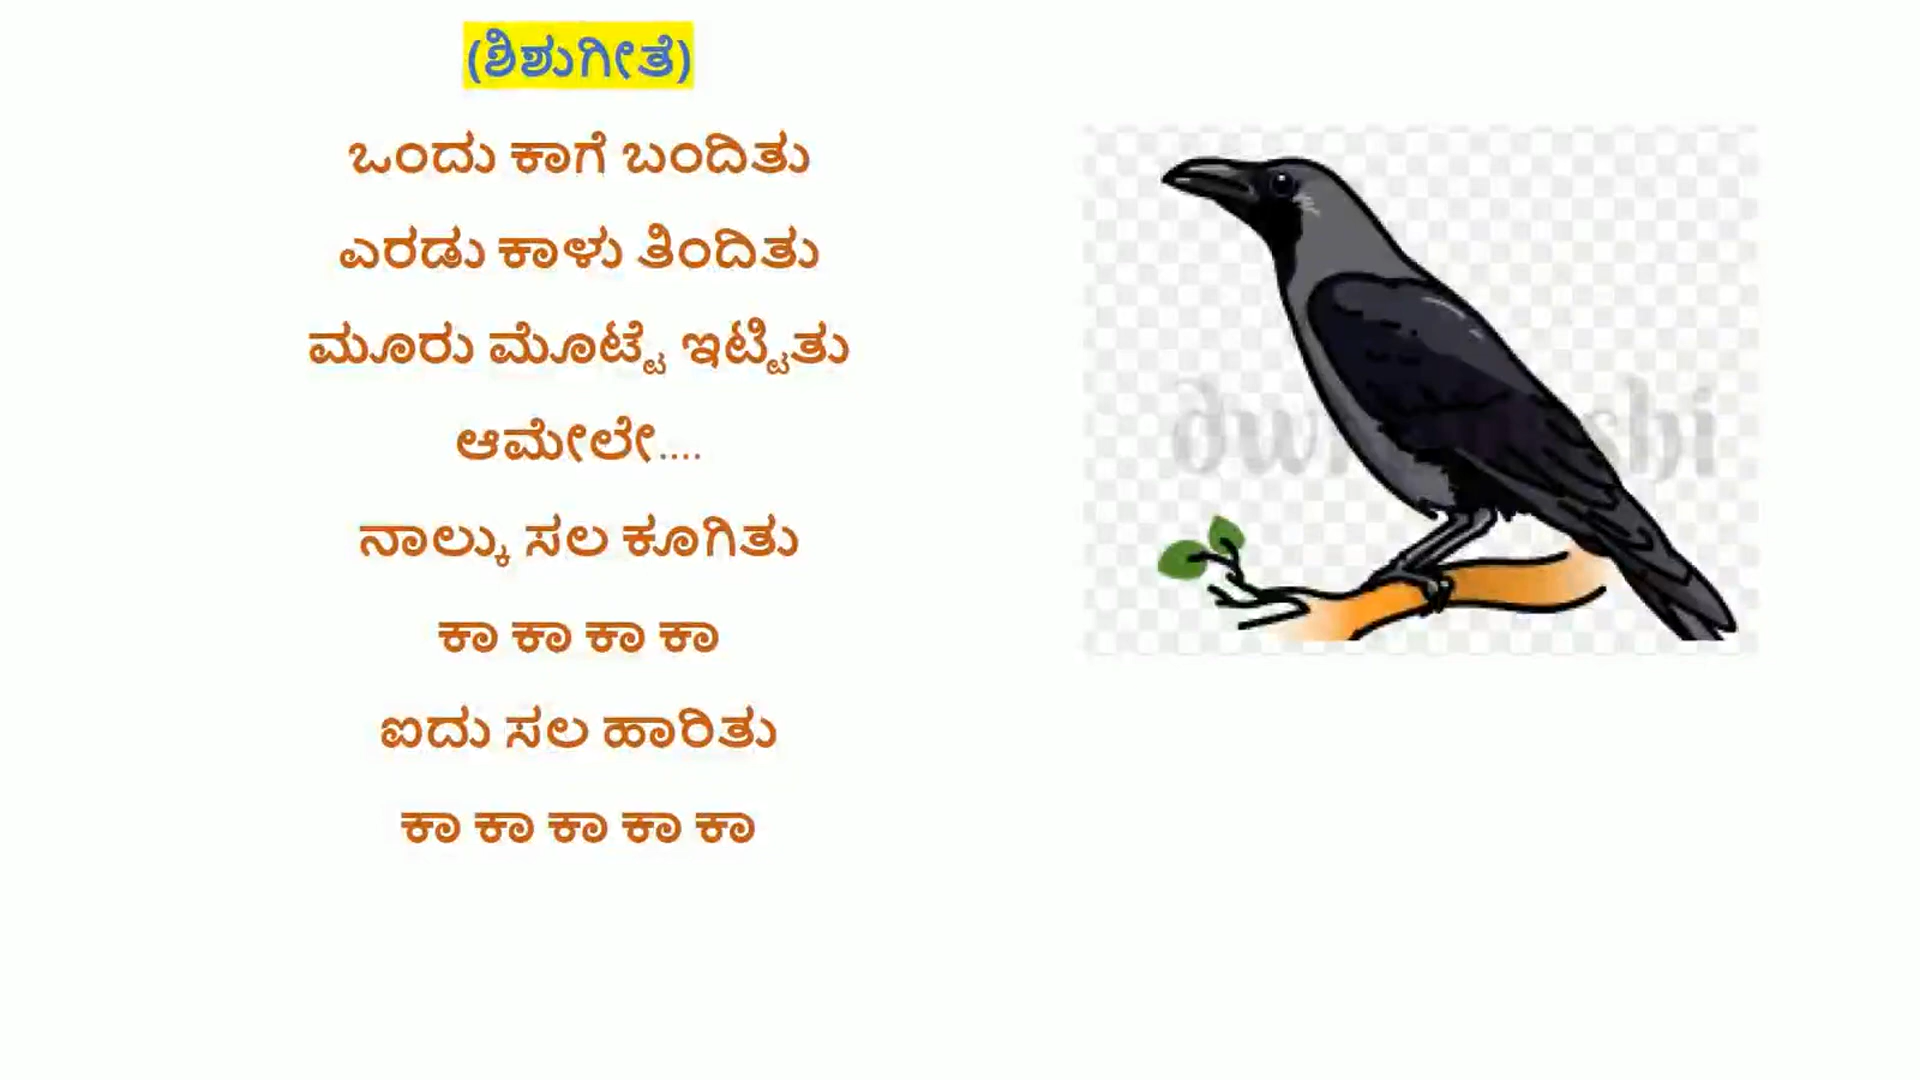 (ಶಿಶುಗೀತೆ)
ಒಂದು ಕಾಗೆ ಬಂದಿತು
ಎರಡು ಕಾಳು ತಿಂದಿತು
ಮೂರು ಮೊಟ್ಟೆ ಇಟ್ಟಿತು
ಆಮೇಲೇ....
ನಾಲ್ಕು ಸಲ ಕೂಗಿತು
ಕಾ ಕಾ ಕಾ ಕಾ
ಐದು ಸಲ ಹಾರಿತು
ಕಾ ಕಾ ಕಾ ಕಾ ಕಾ